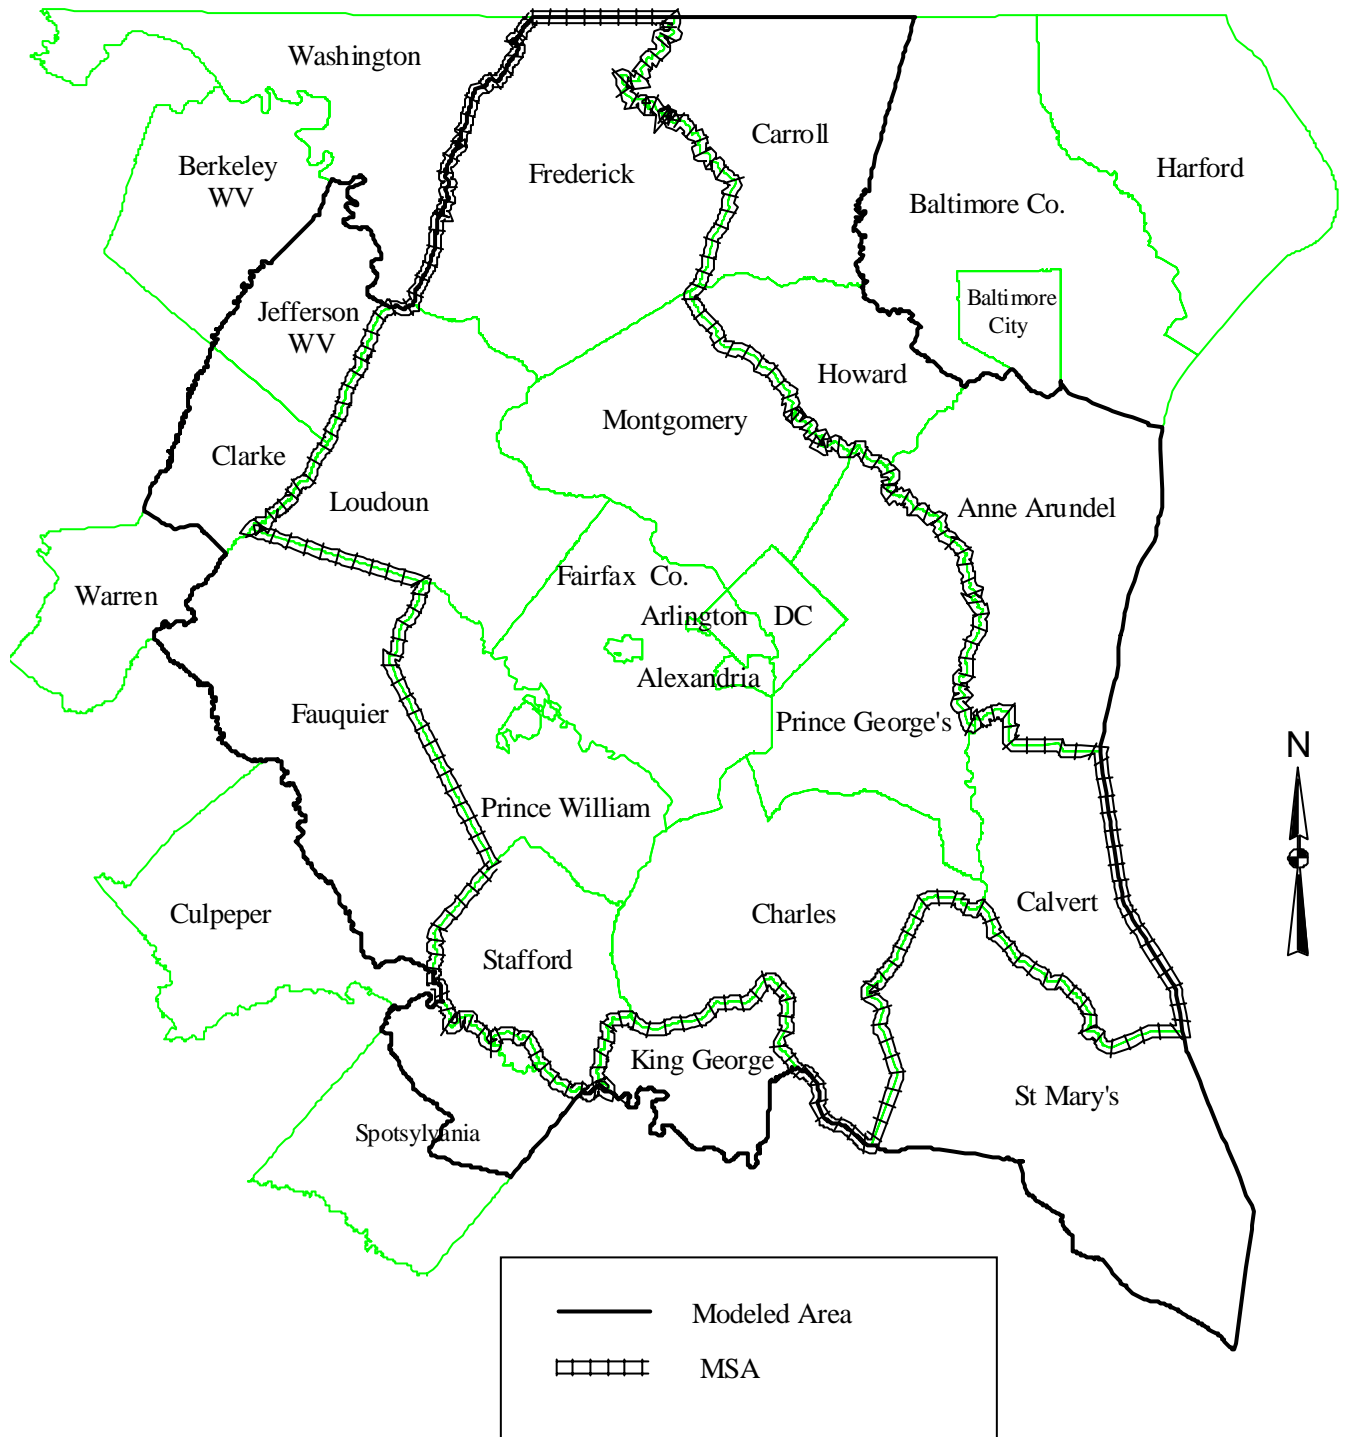 Washington
Carroll
Berkeley
WV
Frederick
Harford
Baltimore Co.
Jefferson
WV
Baltimore
City
Howard
Montgomery
Clarke
Loudoun
Anne Arundel
Fairfax Co.
Warren
Arlington
DC
Alexandria
Fauquier
Prince George's
N
Prince William
Culpeper
Charles
Calvert
Stafford
King George
St Mary's
Spotsylvania
Modeled Area
MSA